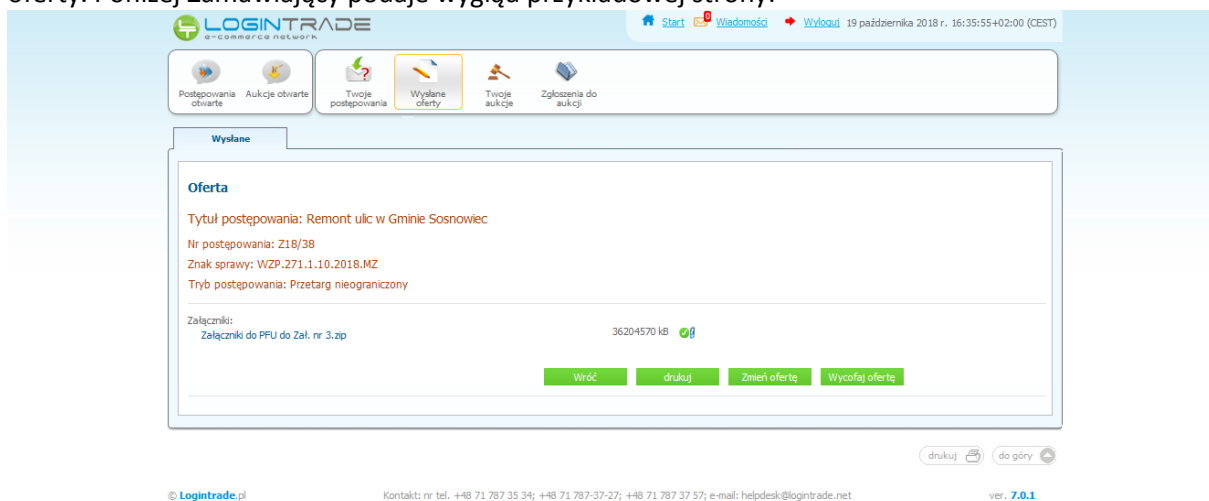 oferty. Poniżej Zamawiający podaje wygląd przykładowej strony:
LOGINTRADE
e-commerce network
Start 0 Wiadomości Wyloguj 19 października 2018 r. 16:35:55+02:00 (CEST)
Postępowania otwarte Aukcje otwarte Twoje postępowania Wysłane oferty Twoje aukcje Zgłoszenia do aukcji
Wysłane
Oferta
Tytuł postępowania: Remont ulic w Gminie Sosnowiec
Nr postępowania: Z18/38
Znak sprawy: WZP.271.1.10.2018.MZ
Tryb postępowania: Przetarg nieograniczony
Załączniki:
Załączniki do PFU do Zał. nr 3.zip 36204570 kB
Wróć drukuj Zmień ofertę Wycofaj ofertę
drukuj do góry
© Logintrade.pl Kontakt: nr tel. +48 71 787 35 34; +48 71 787-37-27; +48 71 787 37 57; e-mail: helpdesk@logintrade.net ver. 7.0.1